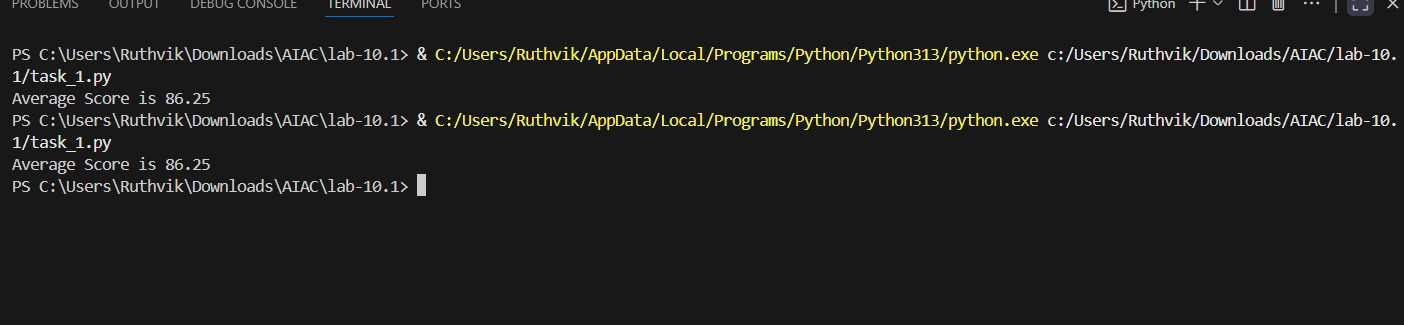 PROBLEMS OUTPUT DEBUG CONSOLE TERMINAL PORTS Python
PS C:\Users\Ruthvik\Downloads\AIAC\lab-10.1> & C:/Users/Ruthvik/AppData/Local/Programs/Python/Python313/python.exe c:/Users/Ruthvik/Downloads/AIAC/lab-10.
1/task_1.py
Average Score is 86.25
PS C:\Users\Ruthvik\Downloads\AIAC\lab-10.1> & C:/Users/Ruthvik/AppData/Local/Programs/Python/Python313/python.exe c:/Users/Ruthvik/Downloads/AIAC/lab-10.
1/task_1.py
Average Score is 86.25
PS C:\Users\Ruthvik\Downloads\AIAC\lab-10.1>